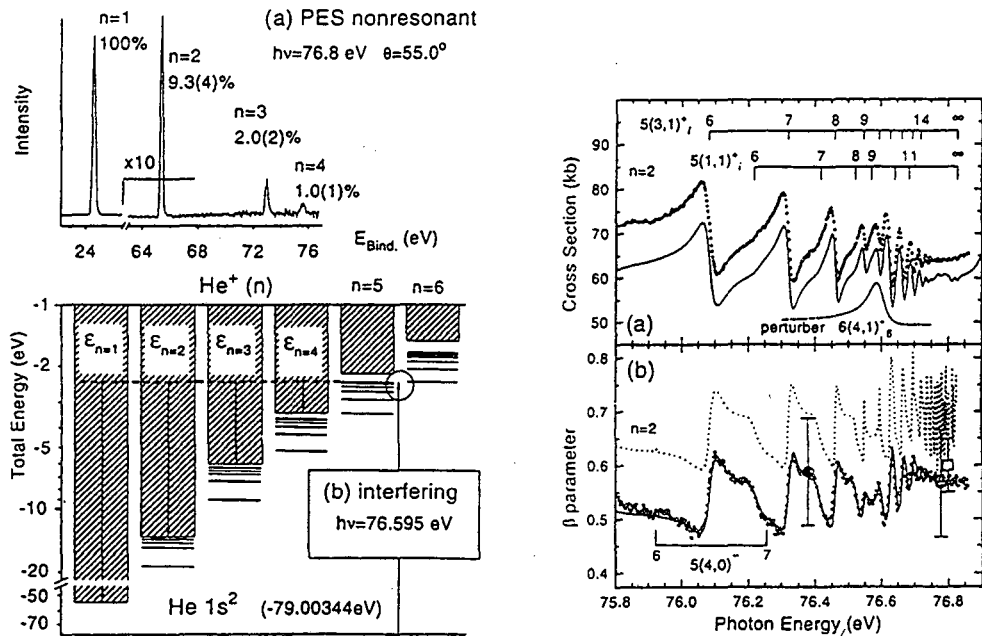 (a) PES nonresonant
hν=76.8 eV θ=55.0°
n=1
100%
n=2
9.3(4)%
n=3
2.0(2)%
n=4
1.0(1)%
x10
Intensity
24 64 68 72 76 E_Bind. (eV)
He⁺ (n)
n=5 n=6
-1
-2
-5
-10
-20
-50
-70
Total Energy (eV)
ε_n=1 ε_n=2 ε_n=3 ε_n=4
(b) interfering
hν=76.595 eV
He 1s² (-79.00344eV)
5(3,1)⁺ᵢ 6 7 8 9 14 ∞
5(1,1)⁺ᵢ 6 7 8 9 11 ∞
n=2
90
80
70
60
50
Cross Section (kb)
(a)
perturber 6(4,1)⁻₆
(b)
n=2
0.8
0.7
0.6
0.5
0.4
β parameter
6 7
5(4,0)⁻
75.8 76.0 76.2 76.4 76.6 76.8
Photon Energy (eV)